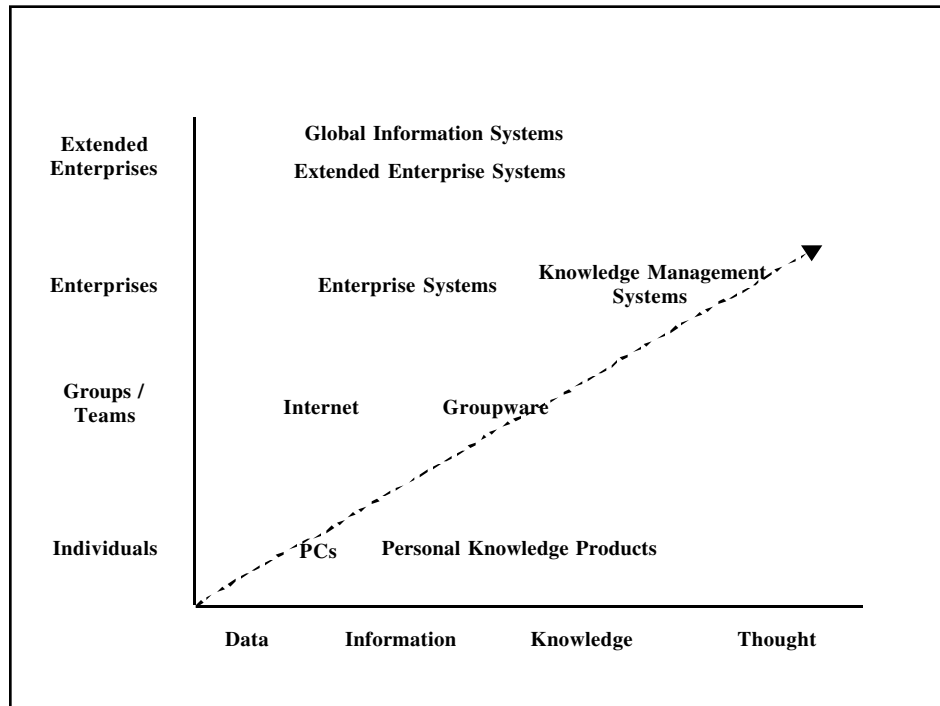 Global Information Systems
Extended
Enterprises
Extended Enterprise Systems
Enterprises
Enterprise Systems
Knowledge Management
Systems
Groups /
Teams
Internet
Groupware
Individuals
PCs
Personal Knowledge Products
Data
Information
Knowledge
Thought